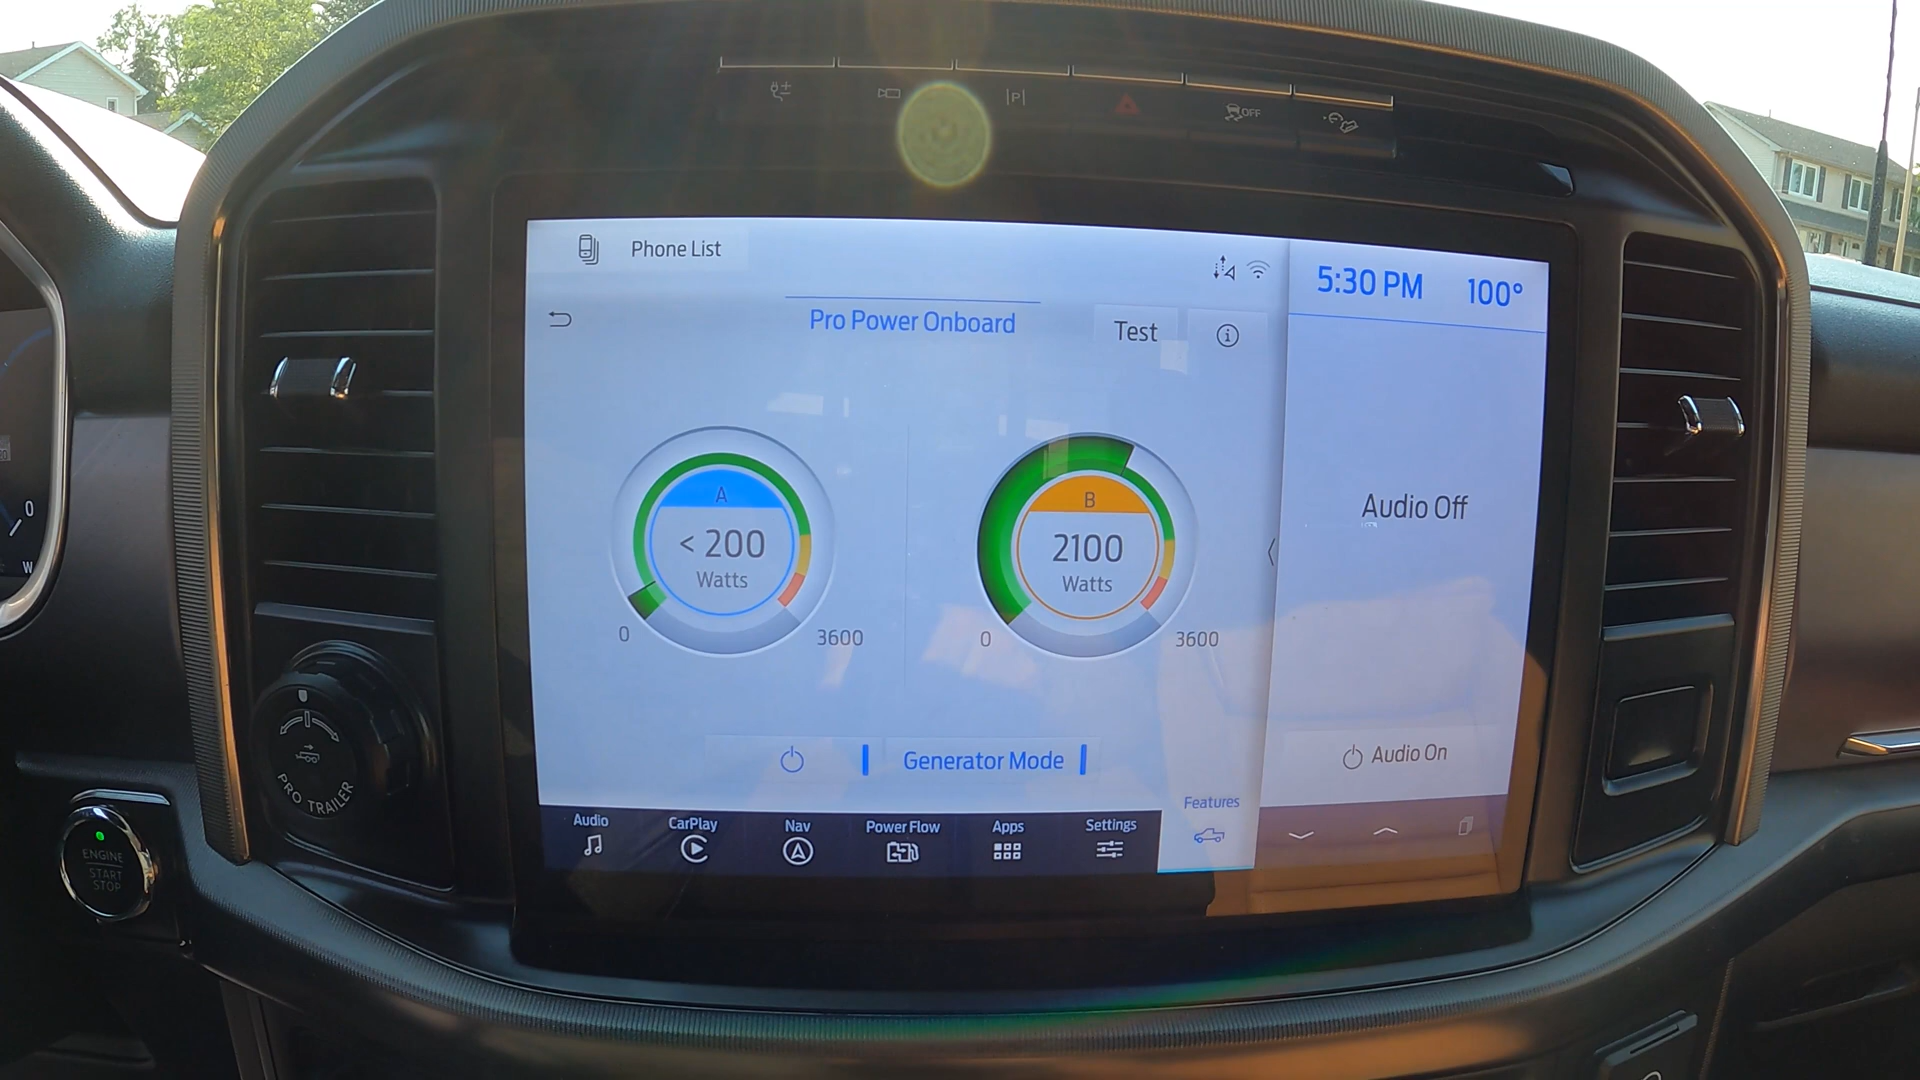 |P|
OFF
Phone List
5:30 PM 100°
Pro Power Onboard
Test
A
< 200
Watts
0 3600
B
2100
Watts
0 3600
Audio Off
Generator Mode
Audio On
Audio
CarPlay
Nav
Power Flow
Apps
Settings
Features
PRO TRAILER
ENGINE
START
STOP
0
W